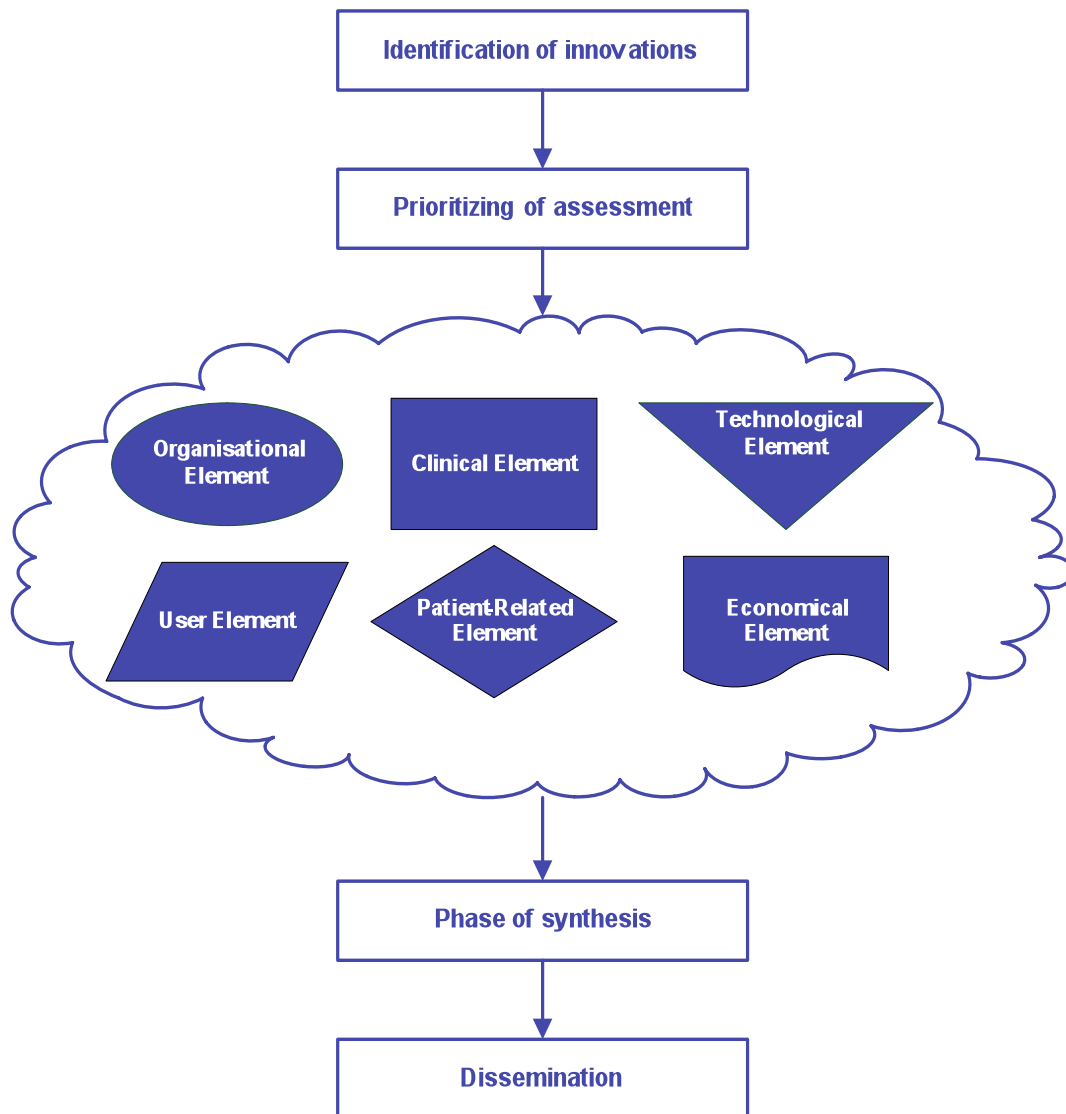 Identification of innovations
Prioritizing of assessment
Organisational
Element
Clinical Element
Technological
Element
User Element
Patient-Related
Element
Economical
Element
Phase of synthesis
Dissemination